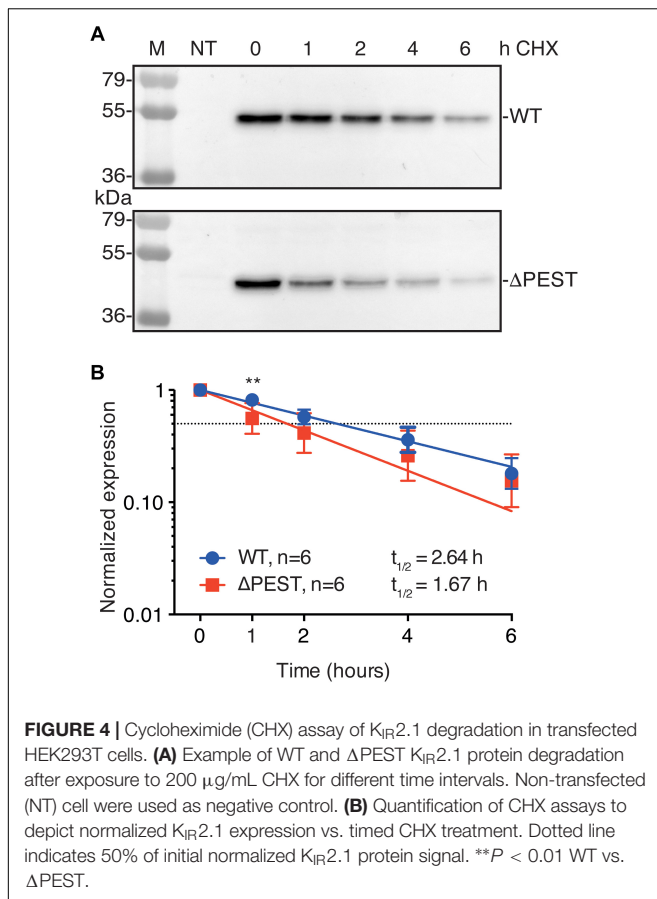 A
M NT 0 1 2 4 6 h CHX
79-
55-
-WT
36-
kDa
79-
55-
-ΔPEST
36-
B
**
1
0.10
0.01
Normalized expression
WT, n=6 t1/2 = 2.64 h
ΔPEST, n=6 t1/2 = 1.67 h
0 1 2 4 6
Time (hours)
FIGURE 4 | Cycloheximide (CHX) assay of KIR2.1 degradation in transfected
HEK293T cells. (A) Example of WT and ΔPEST KIR2.1 protein degradation
after exposure to 200 μg/mL CHX for different time intervals. Non-transfected
(NT) cell were used as negative control. (B) Quantification of CHX assays to
depict normalized KIR2.1 expression vs. timed CHX treatment. Dotted line
indicates 50% of initial normalized KIR2.1 protein signal. **P < 0.01 WT vs.
ΔPEST.